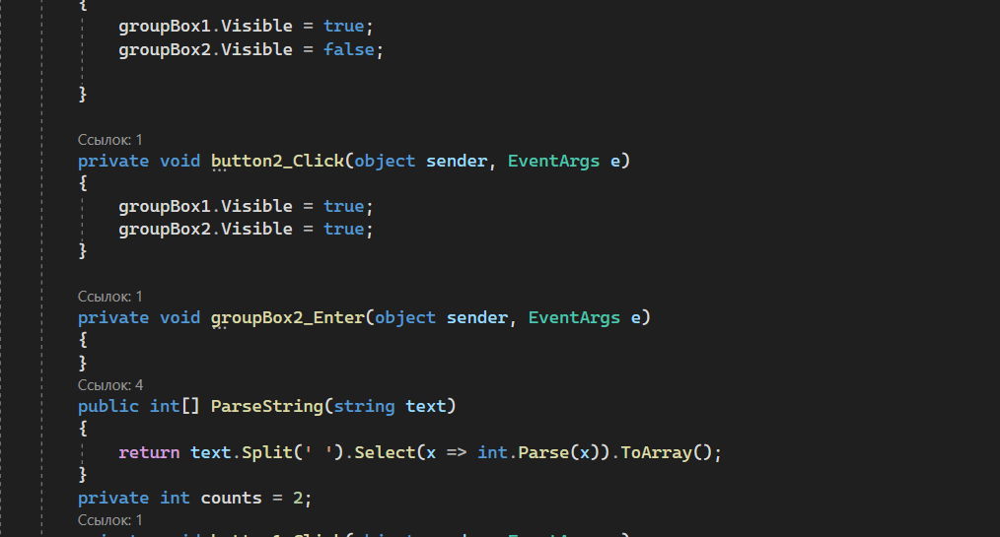 {
groupBox1.Visible = true;
groupBox2.Visible = false;
}
Ссылок: 1
private void button2_Click(object sender, EventArgs e)
{
groupBox1.Visible = true;
groupBox2.Visible = true;
}
Ссылок: 1
private void groupBox2_Enter(object sender, EventArgs e)
{
}
Ссылок: 4
public int[] ParseString(string text)
{
return text.Split(' ').Select(x => int.Parse(x)).ToArray();
}
private int counts = 2;
Ссылок: 1